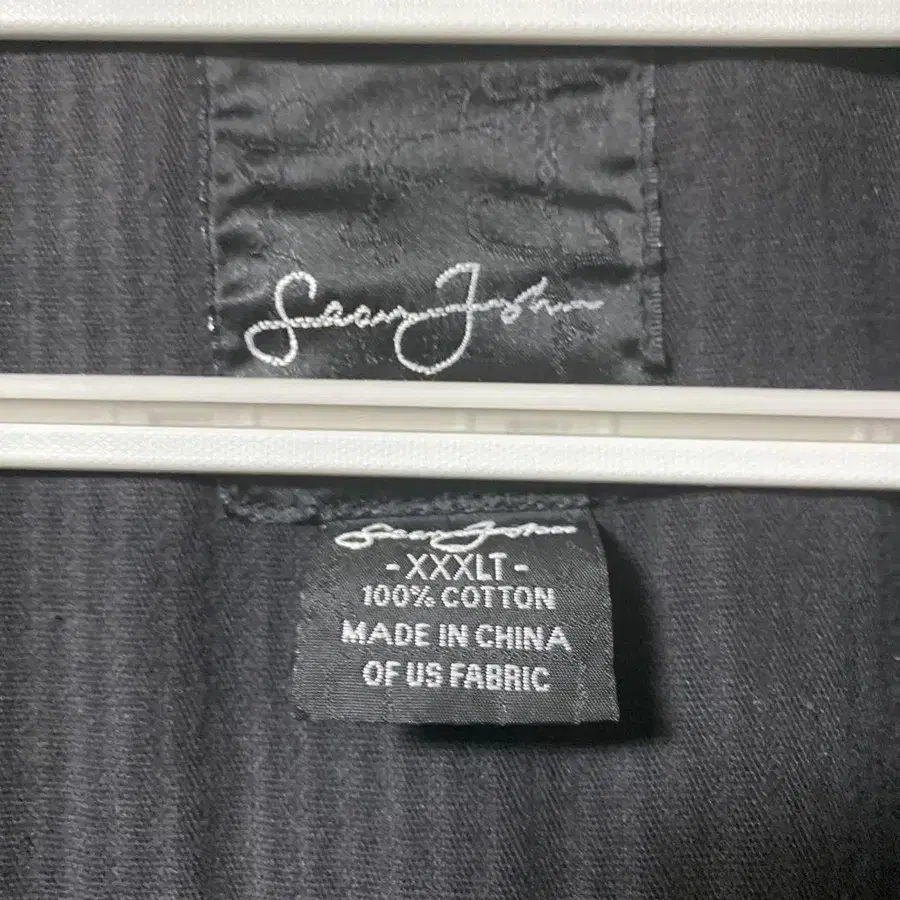 Sean John
Sean John
-XXXLT-
100% COTTON
MADE IN CHINA
OF US FABRIC